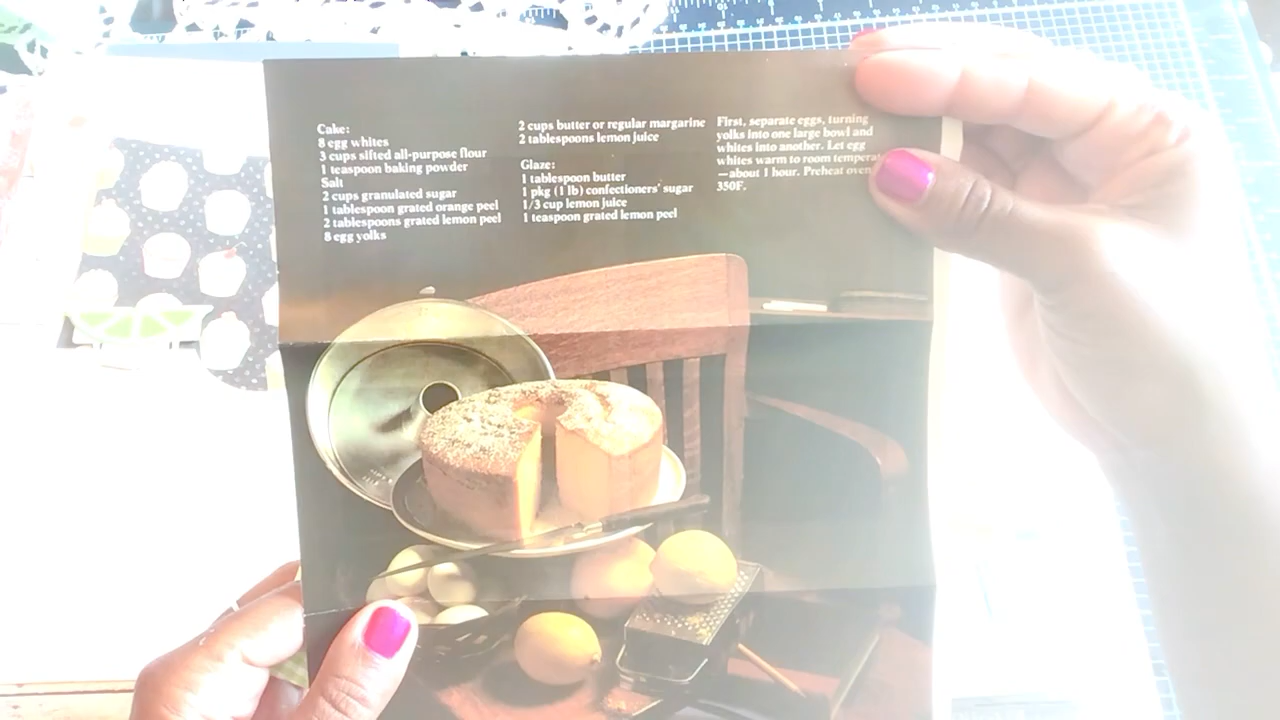 Cake:
8 egg whites
3 cups sifted all-purpose flour
1 teaspoon baking powder
Salt
2 cups granulated sugar
1 tablespoon grated orange peel
2 tablespoons grated lemon peel
8 egg yolks
2 cups butter or regular margarine
2 tablespoons lemon juice
Glaze:
1 tablespoon butter
1 pkg (1 lb) confectioners' sugar
1/3 cup lemon juice
1 teaspoon grated lemon peel
First, separate eggs, turning
yolks into one large bowl and
whites into another. Let egg
whites warm to room
—about 1 hour. Preheat oven
350F.